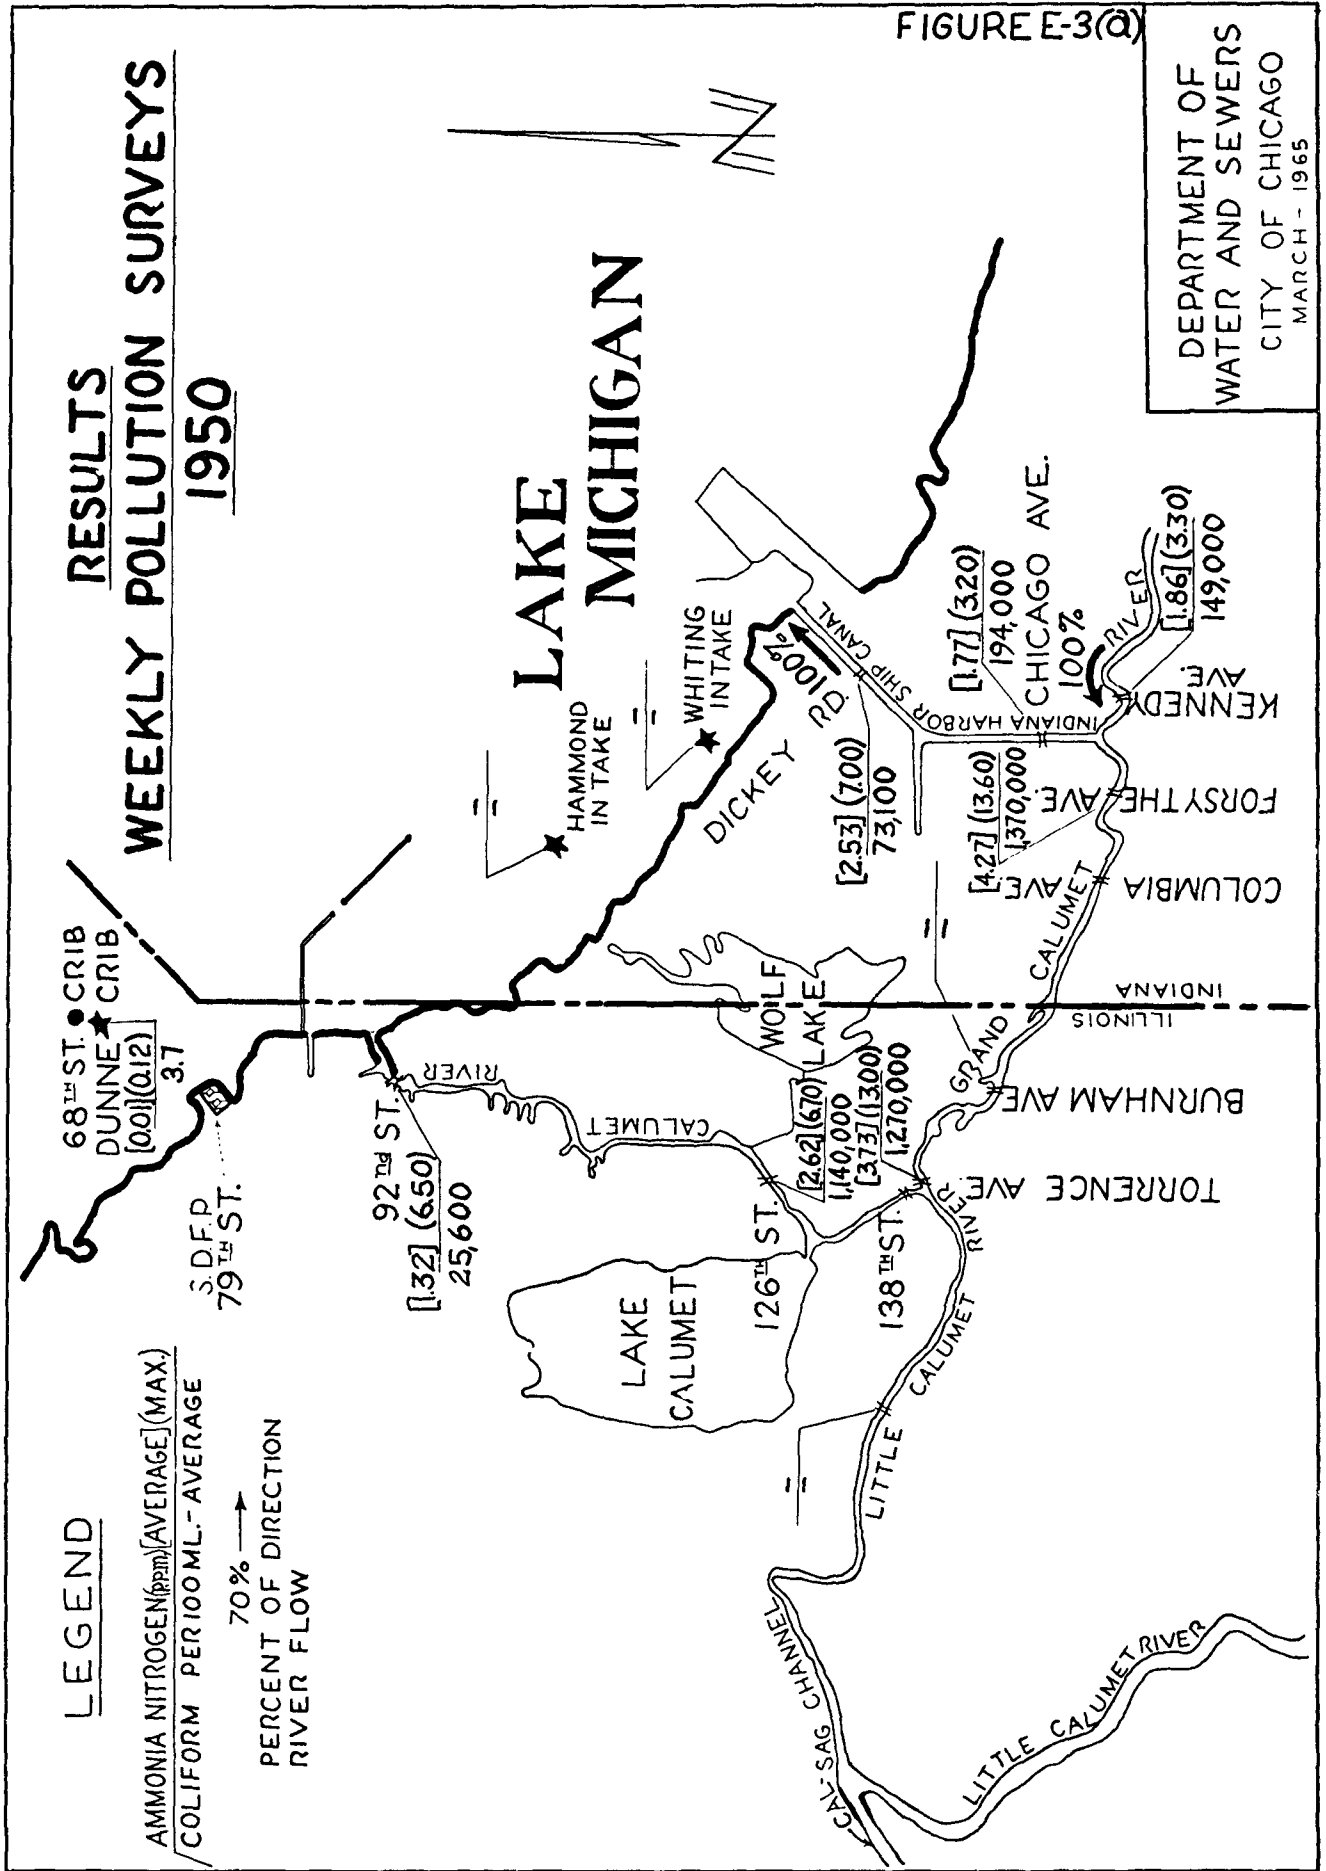 FIGURE E-3(a)
RESULTS
WEEKLY POLLUTION SURVEYS
1950
DEPARTMENT OF
WATER AND SEWERS
CITY OF CHICAGO
MARCH - 1965
LEGEND
AMMONIA NITROGEN(ppm)[AVERAGE](MAX.)
COLIFORM PER 100 ML. - AVERAGE
70%
PERCENT OF DIRECTION
RIVER FLOW
68TH ST. CRIB
DUNNE CRIB
[0.01](0.12)
3.7
S.D.F.P
79TH ST.
92nd ST.
[1.32] (6.50)
25,600
LAKE
MICHIGAN
HAMMOND
INTAKE
WHITING
INTAKE
CALUMET
RIVER
LAKE
CALUMET
WOLF
LAKE
126TH ST.
[2.62](6.70)
1,140,000
138TH ST.
[3.73](13.00)
1,270,000
DICKEY RD.
100%
[2.53] (7.00)
73,100
INDIANA HARBOR SHIP CANAL
[1.77] (3.20)
194,000
CHICAGO AVE.
100%
[4.27] (13.60)
1,370,000
[1.86] (3.30)
149,000
GRAND CALUMET
RIVER
ILLINOIS
INDIANA
TORRENCE AVE.
BURNHAM AVE
COLUMBIA AVE.
FORSYTHE AVE.
KENNEDY AVE.
LITTLE CALUMET RIVER
CAL-SAG CHANNEL
LITTLE CALUMET RIVER